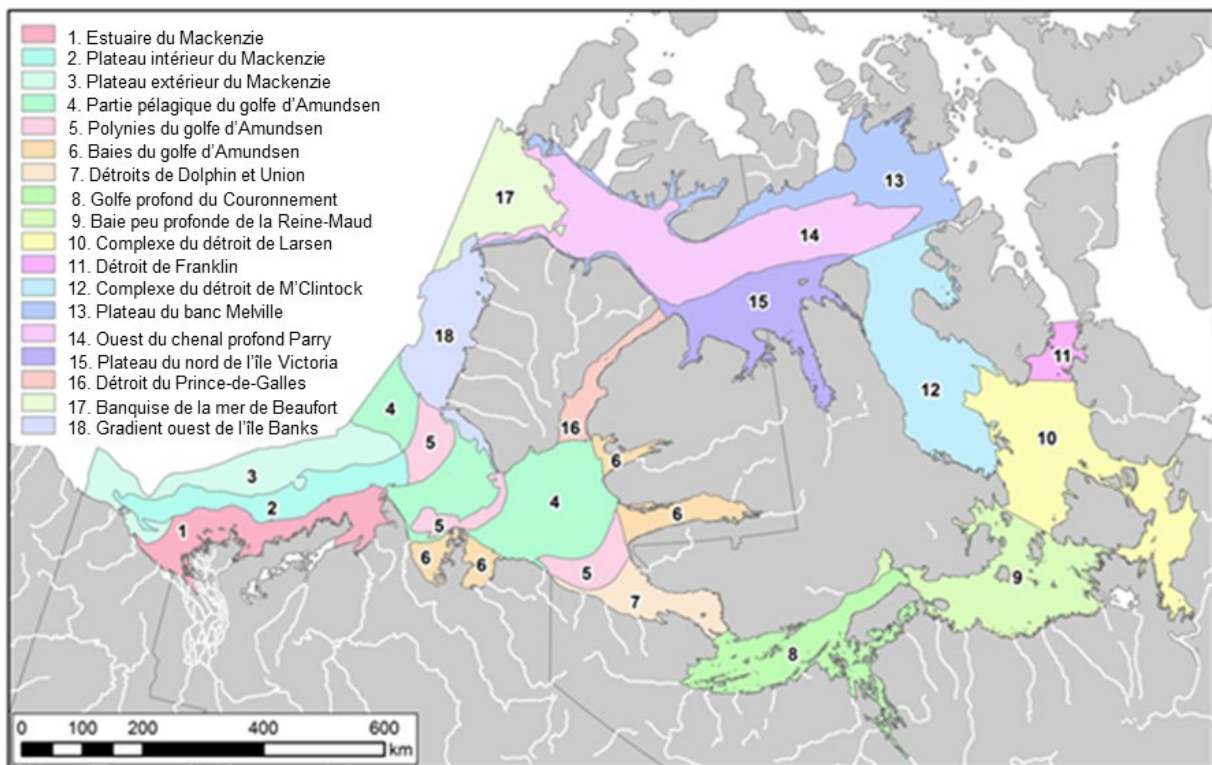 1. Estuaire du Mackenzie
2. Plateau intérieur du Mackenzie
3. Plateau extérieur du Mackenzie
4. Partie pélagique du golfe d'Amundsen
5. Polynies du golfe d'Amundsen
6. Baies du golfe d'Amundsen
7. Détroits de Dolphin et Union
8. Golfe profond du Couronnement
9. Baie peu profonde de la Reine-Maud
10. Complexe du détroit de Larsen
11. Détroit de Franklin
12. Complexe du détroit de M'Clintock
13. Plateau du banc Melville
14. Ouest du chenal profond Parry
15. Plateau du nord de l'île Victoria
16. Détroit du Prince-de-Galles
17. Banquise de la mer de Beaufort
18. Gradient ouest de l'île Banks
13
17
14
15
18
11
12
4
16
5
10
6
3
4
2
6
1
5
6
6
5
9
7
8
0 100 200 400 600
km